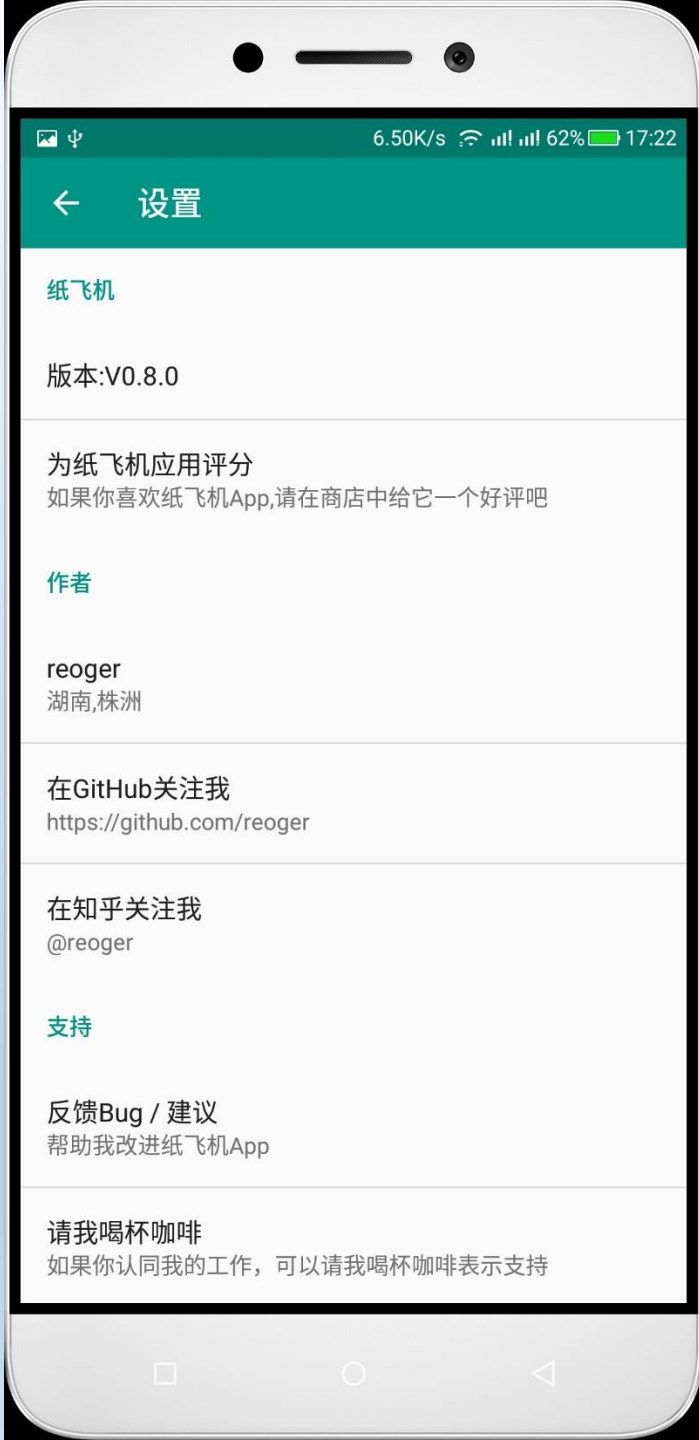 6.50K/s 62% 17:22
设置
纸飞机
版本:V0.8.0
为纸飞机应用评分
如果你喜欢纸飞机App,请在商店中给它一个好评吧
作者
reoger
湖南,株洲
在GitHub关注我
https://github.com/reoger
在知乎关注我
@reoger
支持
反馈Bug / 建议
帮助我改进纸飞机App
请我喝杯咖啡
如果你认同我的工作，可以请我喝杯咖啡表示支持